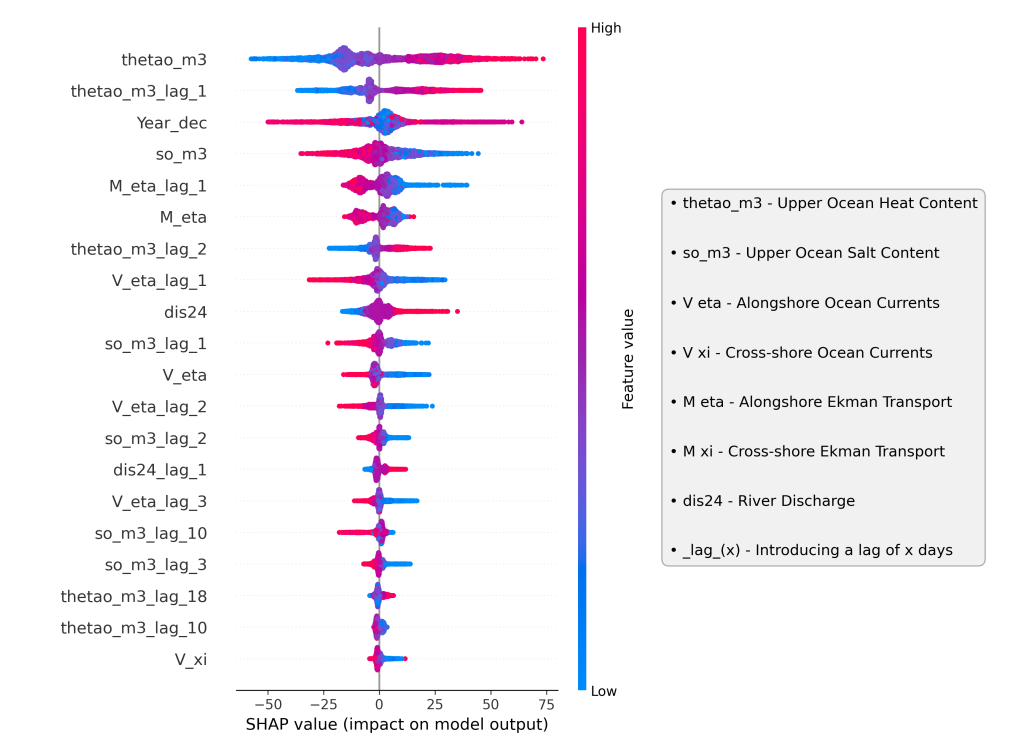 thetao_m3
thetao_m3_lag_1
Year_dec
so_m3
M_eta_lag_1
M_eta
thetao_m3_lag_2
V_eta_lag_1
dis24
so_m3_lag_1
V_eta
V_eta_lag_2
so_m3_lag_2
dis24_lag_1
V_eta_lag_3
so_m3_lag_10
so_m3_lag_3
thetao_m3_lag_18
thetao_m3_lag_10
V_xi
−50 −25 0 25 50 75
SHAP value (impact on model output)
High
Feature value
Low
• thetao_m3 - Upper Ocean Heat Content
• so_m3 - Upper Ocean Salt Content
• V eta - Alongshore Ocean Currents
• V xi - Cross-shore Ocean Currents
• M eta - Alongshore Ekman Transport
• M xi - Cross-shore Ekman Transport
• dis24 - River Discharge
• _lag_(x) - Introducing a lag of x days